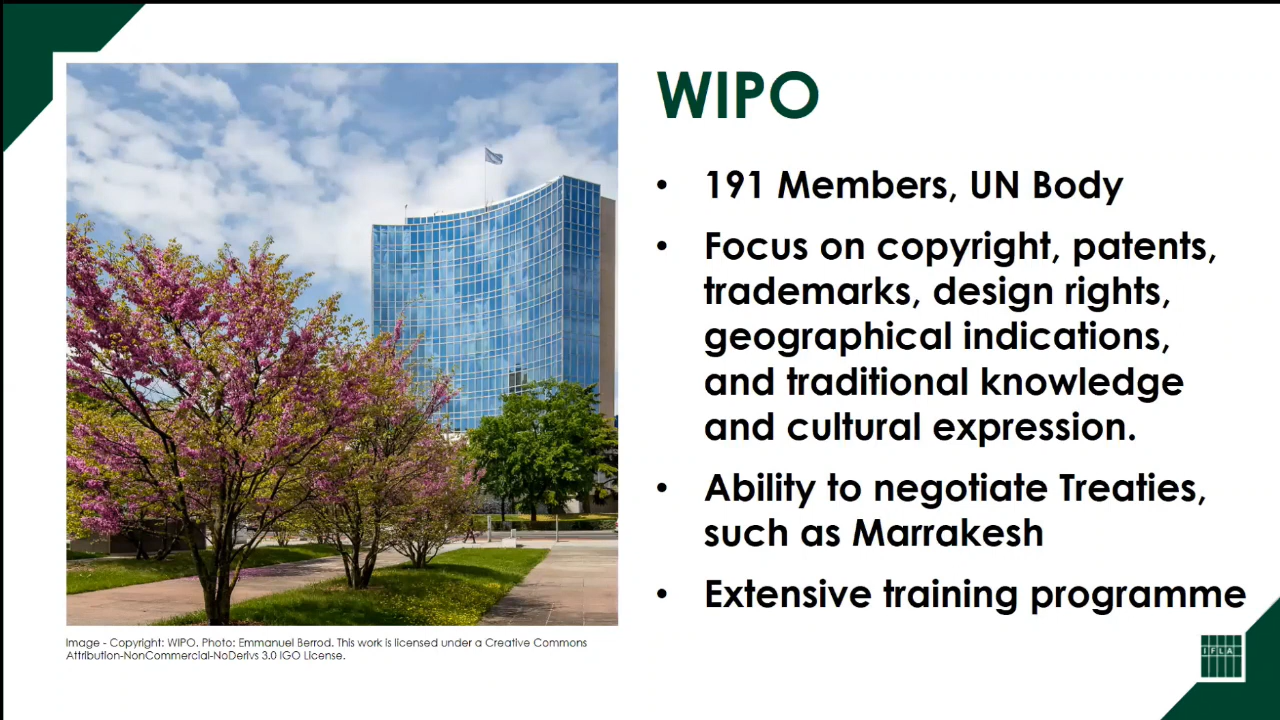 WIPO
• 191 Members, UN Body
• Focus on copyright, patents,
trademarks, design rights,
geographical indications,
and traditional knowledge
and cultural expression.
• Ability to negotiate Treaties,
such as Marrakesh
• Extensive training programme
Image - Copyright: WIPO. Photo: Emmanuel Berrod. This work is licensed under a Creative Commons
Attribution-NonCommercial-NoDerivs 3.0 IGO License.
IFLA